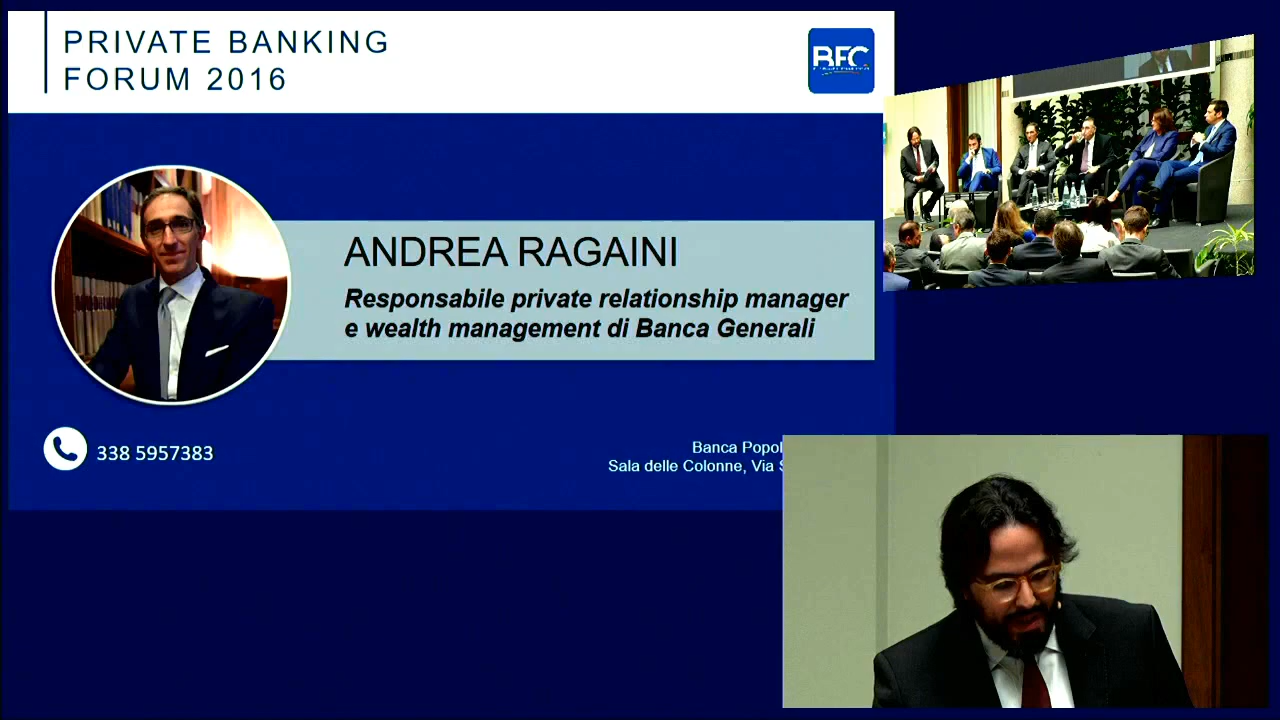 PRIVATE BANKING
FORUM 2016
BFC
ANDREA RAGAINI
Responsabile private relationship manager
e wealth management di Banca Generali
338 5957383
Banca Popol
Sala delle Colonne, Via S